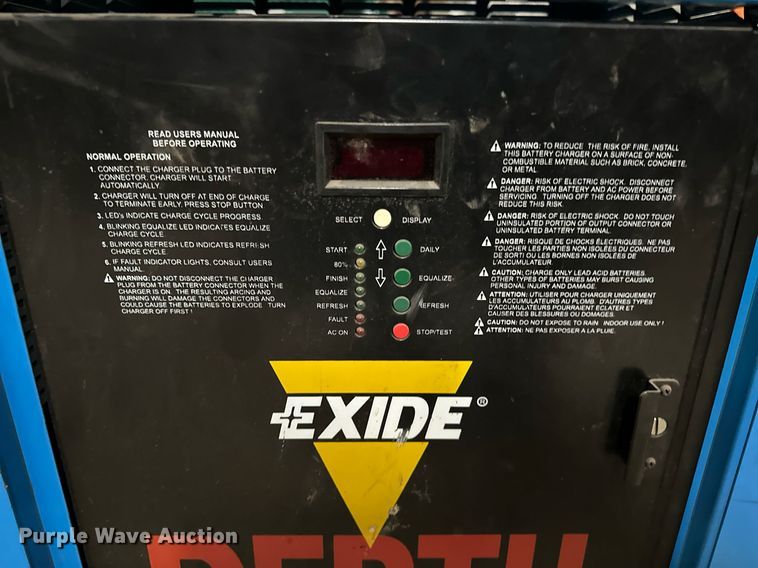 READ USERS MANUAL
BEFORE OPERATING
NORMAL OPERATION
1. CONNECT THE CHARGER PLUG TO THE BATTERY
CONNECTOR, CHARGER WILL START
AUTOMATICALLY.
2. CHARGER WILL TURN OFF AT END OF CHARGE
TO TERMINATE EARLY, PRESS STOP BUTTON
3. LED's INDICATE CHARGE CYCLE PROGRESS.
4. BLINKING EQUALIZE LED INDICATES EQUALIZE
CHARGE CYCLE
5. BLINKING REFRESH LED INDICATES REFRESH
CHARGE CYCLE
6. IF FAULT INDICATOR LIGHTS, CONSULT USERS
MANUAL
WARNING: DO NOT DISCONNECT THE CHARGER
PLUG FROM THE BATTERY CONNECTOR WHEN THE
CHARGER IS ON. THE RESULTING ARCING AND
BURNING WILL DAMAGE THE CONNECTORS AND
COULD CAUSE THE BATTERIES TO EXPLODE. TURN
CHARGER OFF FIRST!
SELECT DISPLAY
START DAILY
80%
FINISH EQUALIZE
EQUALIZE
REFRESH REFRESH
FAULT
AC ON STOP/TEST
WARNING: TO REDUCE THE RISK OF FIRE, INSTALL
THIS BATTERY CHARGER ON A SURFACE OF NON-
COMBUSTIBLE MATERIAL SUCH AS BRICK, CONCRETE,
OR METAL.
DANGER: RISK OF ELECTRIC SHOCK. DISCONNECT
CHARGER FROM BATTERY AND AC POWER BEFORE
SERVICING. TURNING OFF THE CHARGER DOES NOT
REDUCE THIS RISK.
DANGER: RISK OF ELECTRIC SHOCK. DO NOT TOUCH
UNINSULATED PORTION OF OUTPUT CONNECTOR OR
UNINSULATED BATTERY TERMINAL.
DANGER: RISQUE DE CHOCKS ÉLECTRIQUES. NE PAS
TOUCHER LES PARTIES NON ISOLÉES DU CONNECTEUR
DE SORTI OU LES BORNES NON ISOLÉES DE
L'ACCUMULATEUR.
CAUTION: CHARGE ONLY LEAD ACID BATTERIES.
OTHER TYPES OF BATTERIES MAY BURST CAUSING
PERSONAL INJURY AND DAMAGE.
ATTENTION: UTILISER POUR CHARGER UNIQUEMENT
LES ACCUMULATEURS AU PLOMB. D'AUTRES TYPES
D'ACCUMULATEURS POURRAIENT ECLATER ET
CAUSER DES BLESSURES OU DOMAGES.
CAUTION: DO NOT EXPOSE TO RAIN INDOOR USE ONLY!
ATTENTION: NE PAS EXPOSER A LA PLUIE.
EXIDE®
DEPTH
Purple Wave Auction